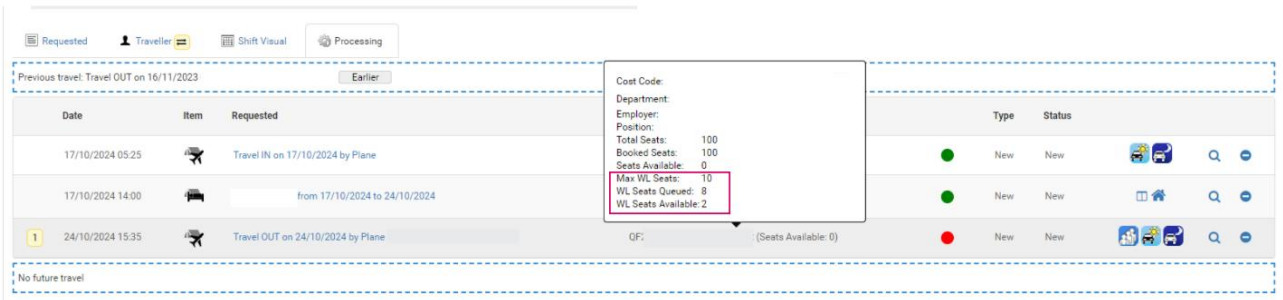 Requested Traveller Shift Visual Processing
Previous travel: Travel OUT on 16/11/2023 Earlier
Date Item Requested Type Status
17/10/2024 05:25 Travel IN on 17/10/2024 by Plane New New
17/10/2024 14:00 from 17/10/2024 to 24/10/2024 New New
1 24/10/2024 15:35 Travel OUT on 24/10/2024 by Plane (Seats Available: 0) New New
No future travel
Cost Code:
Department:
Employer:
Position:
Total Seats: 100
Booked Seats: 100
Seats Available: 0
Max WL Seats: 10
WL Seats Queued: 8
WL Seats Available: 2